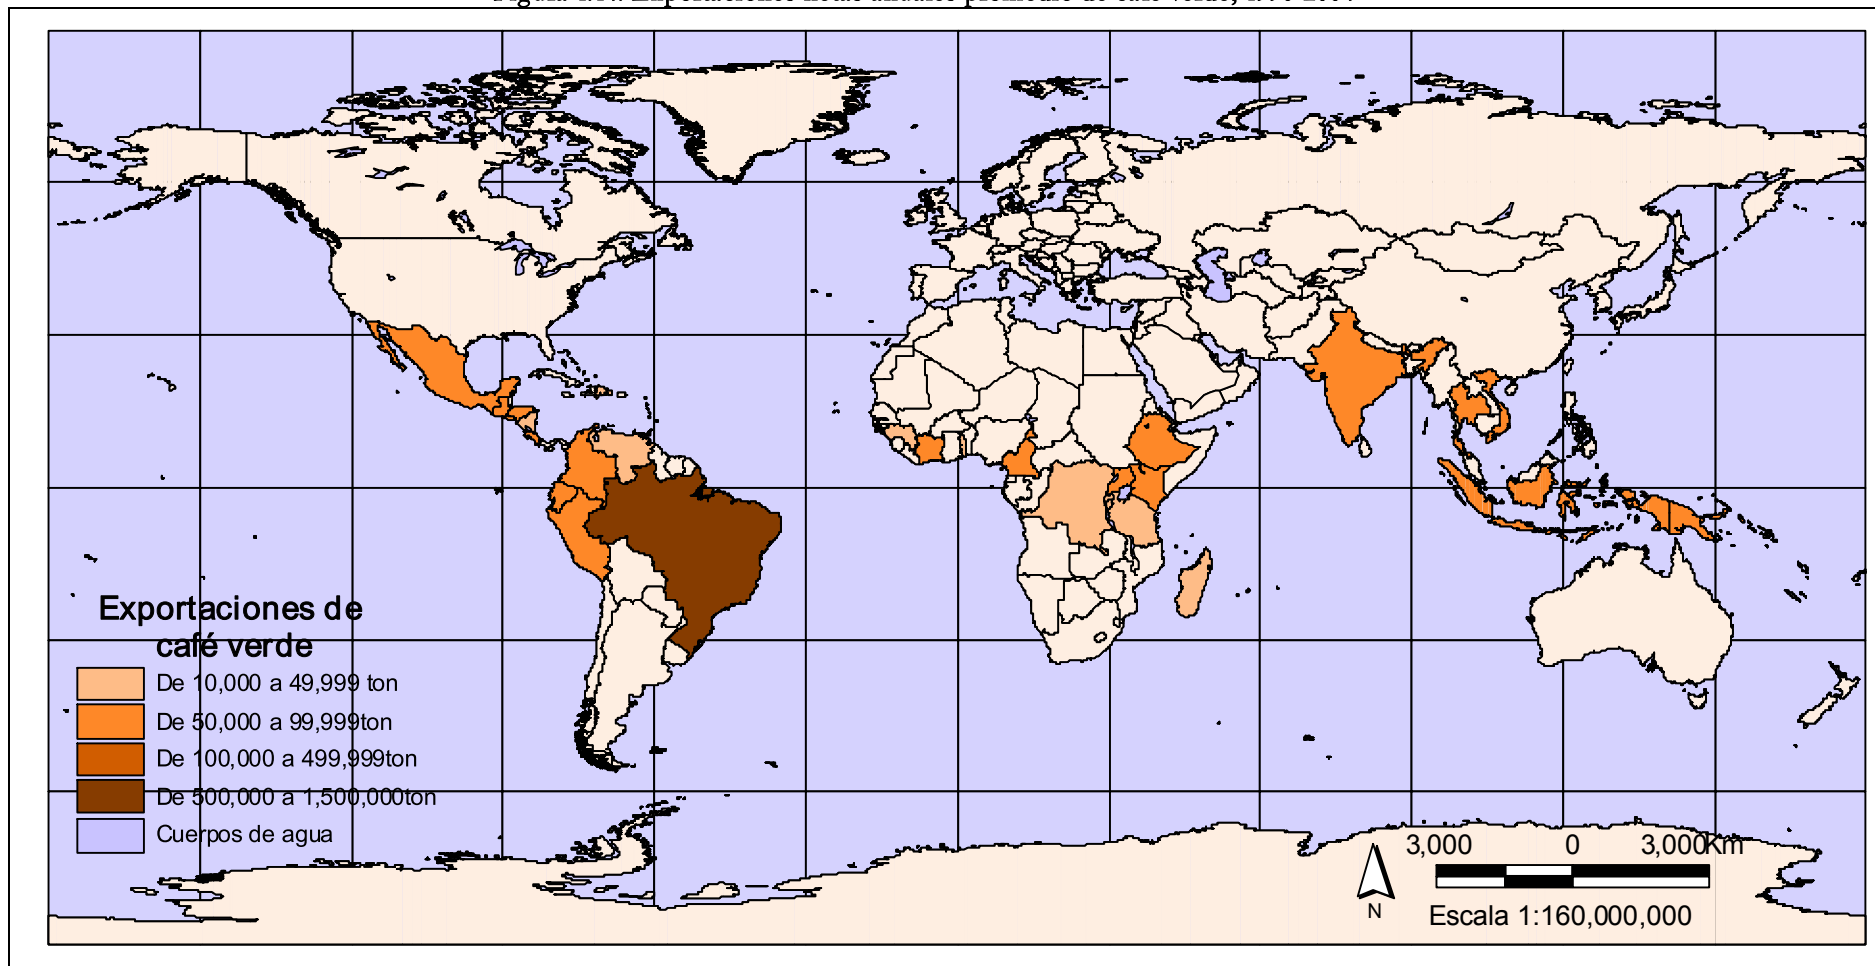 Exportaciones de
café verde
De 10,000 a 49,999 ton
De 50,000 a 99,999ton
De 100,000 a 499,999ton
De 500,000 a 1,500,000ton
Cuerpos de agua
3,000 0 3,000Km
N
Escala 1:160,000,000